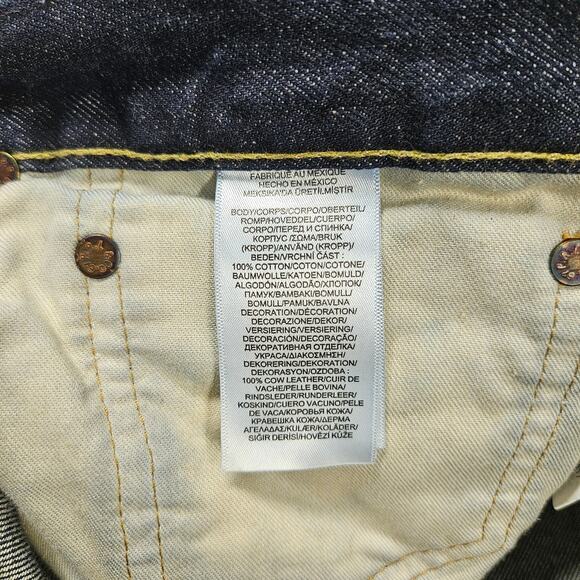 FABRIQUÉ AU MEXIQUE
HECHO EN MÉXICO
MEKSIKA'DA ÜRETİLMİŞTİR
BODY/CORPS/CORPO/OBERTEIL/
ROMP/HOVEDDEL/CUERPO/
CORPO/ПЕРЕД И СПИНКА/
КОРПУС /ΣΩΜΑ/BRUK
(KROPP)/ANVÄND (KROPP)/
BEDEN/VRCHNÍ ČÁST :
100% COTTON/COTON/COTONE/
BAUMWOLLE/KATOEN/BOMULD/
ALGODÓN/ALGODÃO/ХЛОПОК/
ПАМУК/ΒΑΜΒΑΚΙ/BOMULL/
BOMULL/PAMUK/BAVLNA
DECORATION/DÉCORATION/
DECORAZIONE/DEKOR/
VERSIERING/VERSIERING/
DECORACIÓN/DECORAÇÃO/
ДЕКОРАТИВНАЯ ОТДЕЛКА/
УКРАСА/ΔΙΑΚΟΣΜΗΣΗ/
DEKORERING/DEKORATION/
DEKORASYON/OZDOBA :
100% COW LEATHER/CUIR DE
VACHE/PELLE BOVINA/
RINDSLEDER/RUNDLEER/
KOSKIND/CUERO VACUNO/PELE
DE VACA/КОРОВЬЯ КОЖА/
КРАВЕШКА КОЖА/ΔΕΡΜΑ
ΑΓΕΛΑΔΑΣ/KULÆR/KOLÄDER/
SIĞIR DERİSİ/HOVĚZÍ KŮŽE